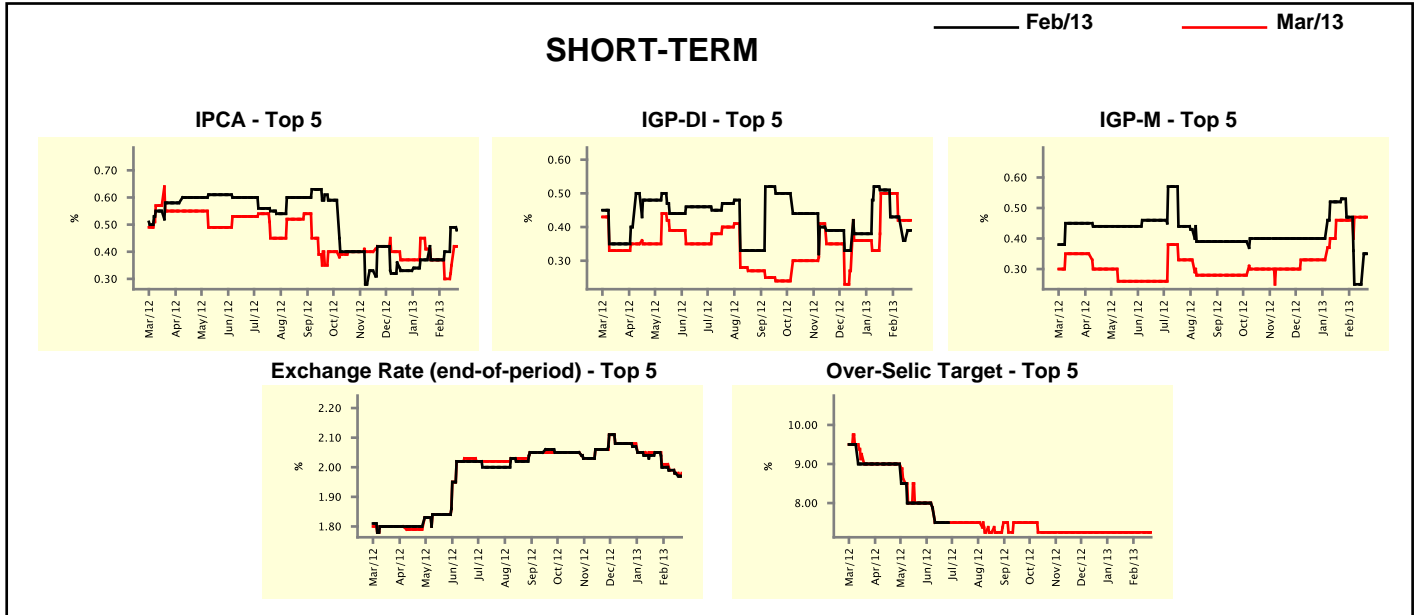 Feb/13 Mar/13
SHORT-TERM
IPCA - Top 5
%
0.70
0.60
0.50
0.40
0.30
Mar/12 Apr/12 May/12 Jun/12 Jul/12 Aug/12 Sep/12 Oct/12 Nov/12 Dec/12 Jan/13 Feb/13
IGP-DI - Top 5
%
0.60
0.50
0.40
0.30
Mar/12 Apr/12 May/12 Jun/12 Jul/12 Aug/12 Sep/12 Oct/12 Nov/12 Dec/12 Jan/13 Feb/13
IGP-M - Top 5
%
0.60
0.50
0.40
0.30
Mar/12 Apr/12 May/12 Jun/12 Jul/12 Aug/12 Sep/12 Oct/12 Nov/12 Dec/12 Jan/13 Feb/13
Exchange Rate (end-of-period) - Top 5
%
2.20
2.10
2.00
1.90
1.80
Mar/12 Apr/12 May/12 Jun/12 Jul/12 Aug/12 Sep/12 Oct/12 Nov/12 Dec/12 Jan/13 Feb/13
Over-Selic Target - Top 5
%
10.00
9.00
8.00
Mar/12 Apr/12 May/12 Jun/12 Jul/12 Aug/12 Sep/12 Oct/12 Nov/12 Dec/12 Jan/13 Feb/13